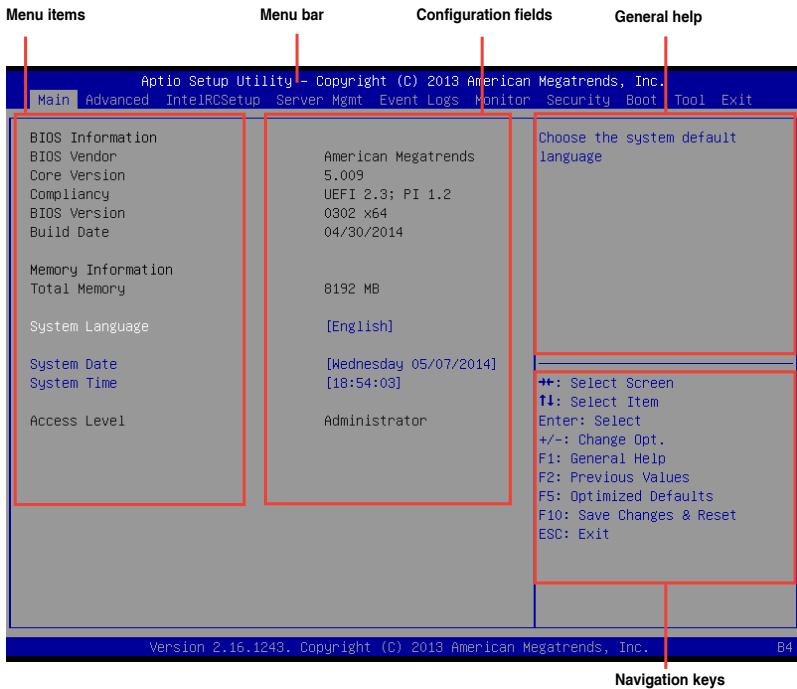 Menu items Menu bar Configuration fields General help
Aptio Setup Utility – Copyright (C) 2013 American Megatrends, Inc.
Main Advanced IntelRCSetup Server Mgmt Event Logs Monitor Security Boot Tool Exit
BIOS Information
BIOS Vendor American Megatrends
Core Version 5.009
Compliancy UEFI 2.3; PI 1.2
BIOS Version 0302 x64
Build Date 04/30/2014
Memory Information
Total Memory 8192 MB
System Language [English]
System Date [Wednesday 05/07/2014]
System Time [18:54:03]
Access Level Administrator
Choose the system default
language
→←: Select Screen
↑↓: Select Item
Enter: Select
+/-: Change Opt.
F1: General Help
F2: Previous Values
F5: Optimized Defaults
F10: Save Changes & Reset
ESC: Exit
Version 2.16.1243. Copyright (C) 2013 American Megatrends, Inc. B4
Navigation keys